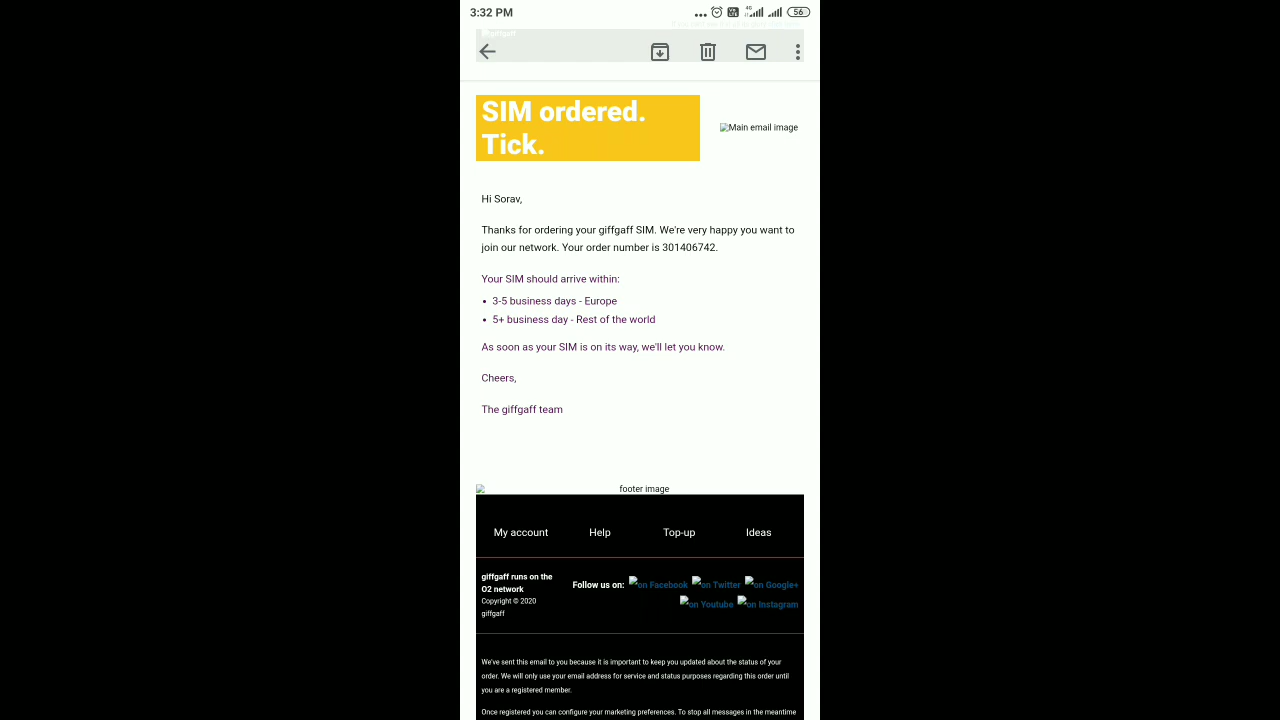 3:32 PM
4G
56
giffgaff
SIM ordered.
Tick.
Main email image
Hi Sorav,
Thanks for ordering your giffgaff SIM. We're very happy you want to
join our network. Your order number is 301406742.
Your SIM should arrive within:
• 3-5 business days - Europe
• 5+ business day - Rest of the world
As soon as your SIM is on its way, we'll let you know.
Cheers,
The giffgaff team
footer image
My account Help Top-up Ideas
giffgaff runs on the
O2 network
Copyright © 2020
giffgaff
Follow us on: on Facebook on Twitter on Google+
on Youtube on Instagram
We've sent this email to you because it is important to keep you updated about the status of your
order. We will only use your email address for service and status purposes regarding this order until
you are a registered member.
Once registered you can configure your marketing preferences. To stop all messages in the meantime